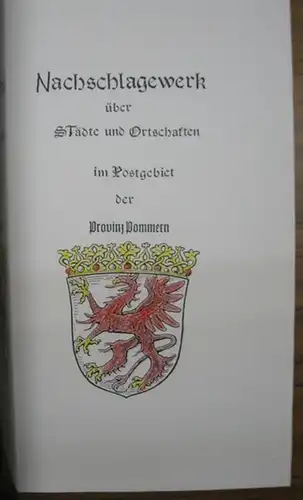 Nachschlagewerk
über
STädte und Ortschaften
im Postgebiet
der
Provinz Pommern